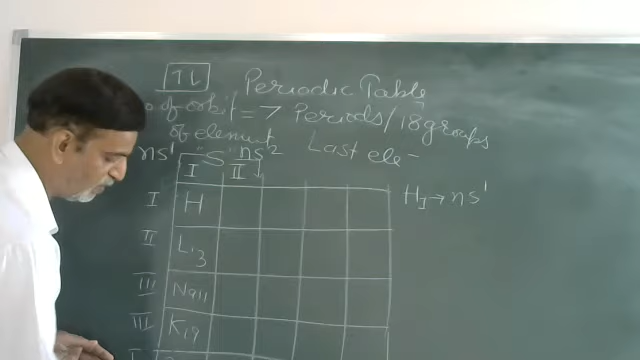 Periodic Table
of orbit = 7 Periods / 18 groups
of element
Last ele-
ns¹ "S" ns²
I II
I H H₁→ns¹
II Li₃
III Na₁₁
III K₁₉